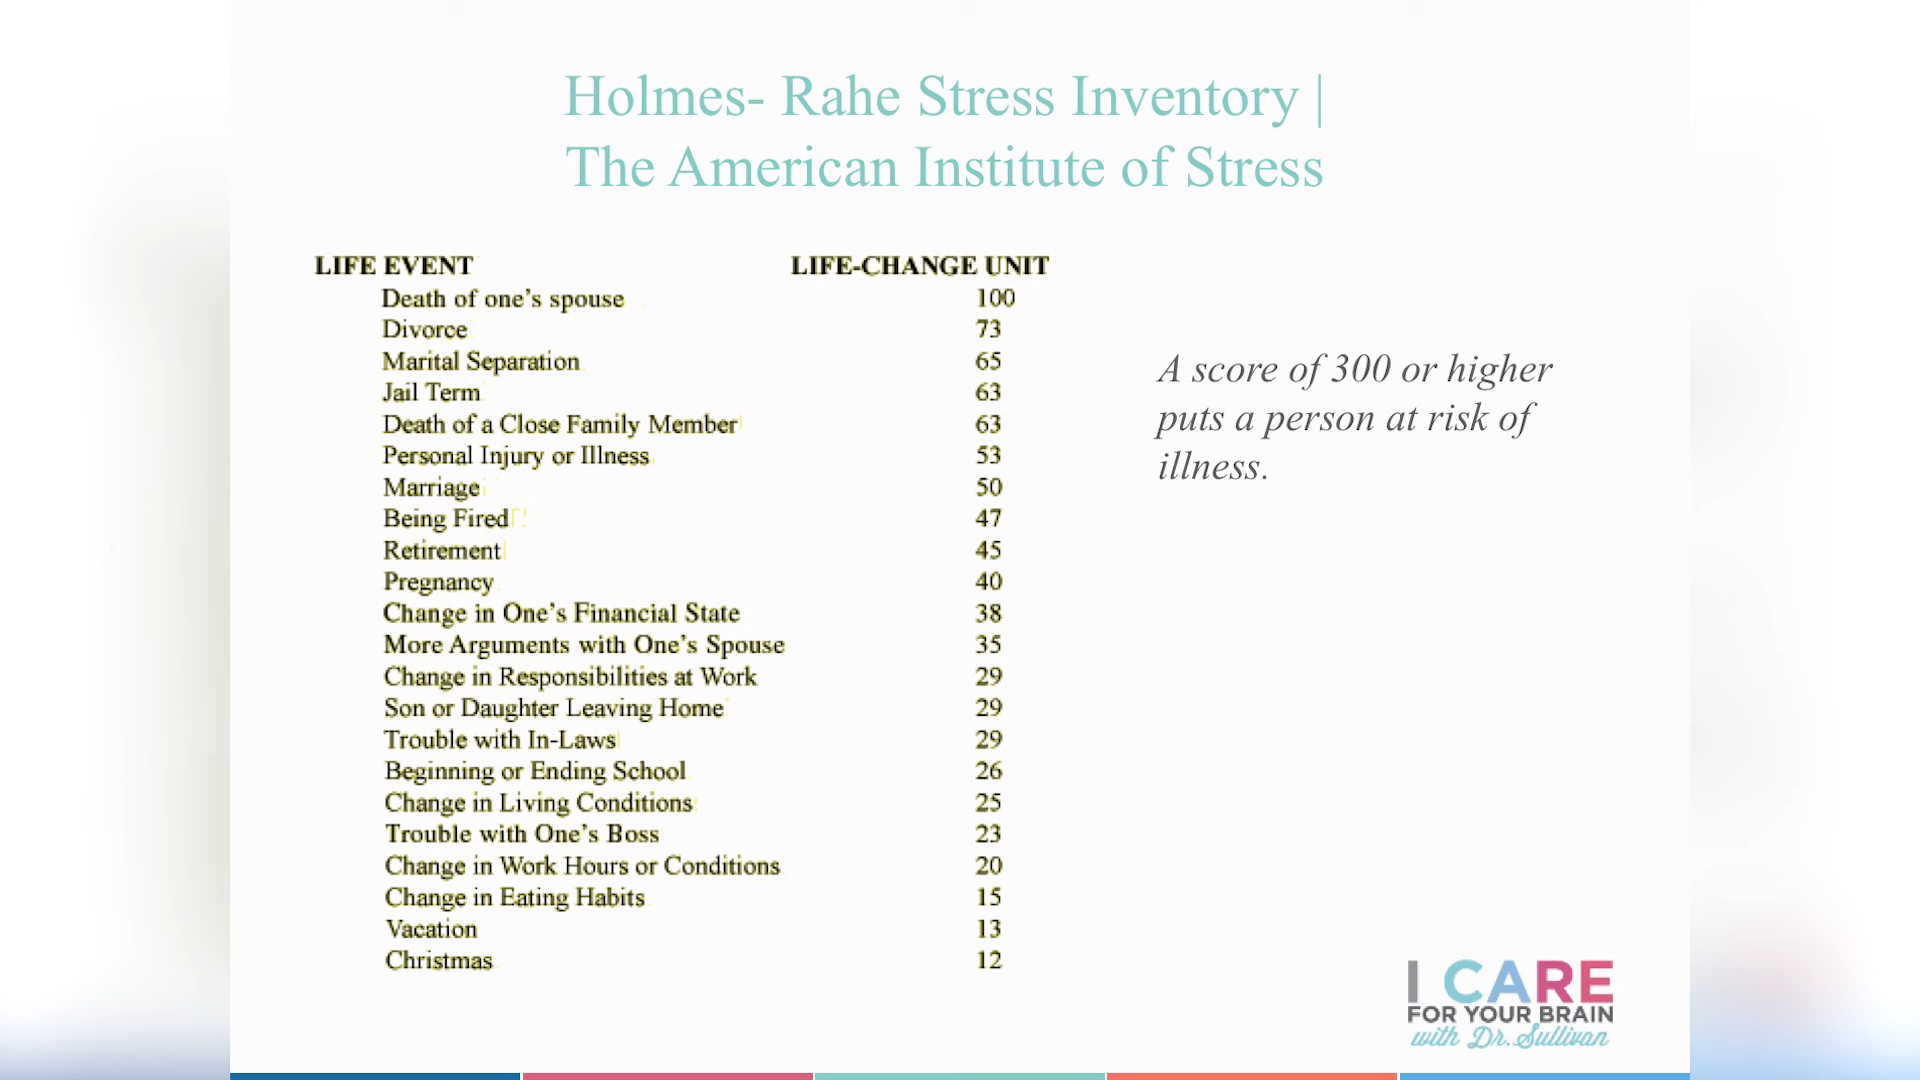 Holmes- Rahe Stress Inventory |
The American Institute of Stress
LIFE EVENT LIFE-CHANGE UNIT
Death of one’s spouse 100
Divorce 73
Marital Separation 65
Jail Term 63
Death of a Close Family Member 63
Personal Injury or Illness 53
Marriage 50
Being Fired 47
Retirement 45
Pregnancy 40
Change in One’s Financial State 38
More Arguments with One’s Spouse 35
Change in Responsibilities at Work 29
Son or Daughter Leaving Home 29
Trouble with In-Laws 29
Beginning or Ending School 26
Change in Living Conditions 25
Trouble with One’s Boss 23
Change in Work Hours or Conditions 20
Change in Eating Habits 15
Vacation 13
Christmas 12
A score of 300 or higher
puts a person at risk of
illness.
I CARE
FOR YOUR BRAIN
with Dr. Sullivan